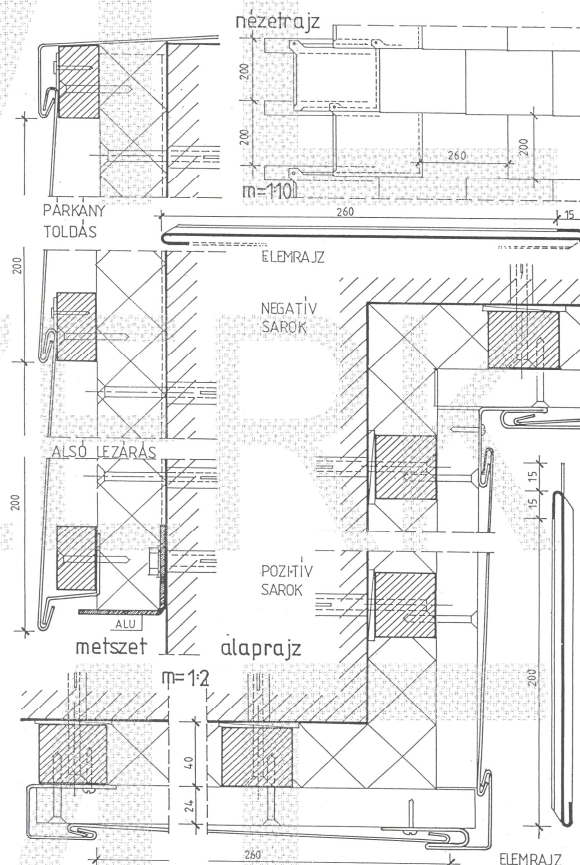 nézetrajz
200
200
260
200
m=1:10
PÁRKÁNY
TOLDÁS
260
15
ELEMRAJZ
200
NEGATÍV
SAROK
ALSÓ LEZÁRÁS
15
15
200
POZITÍV
SAROK
200
ALU
metszet
alaprajz
m=1:2
40
24
260
ELEMRAJZ